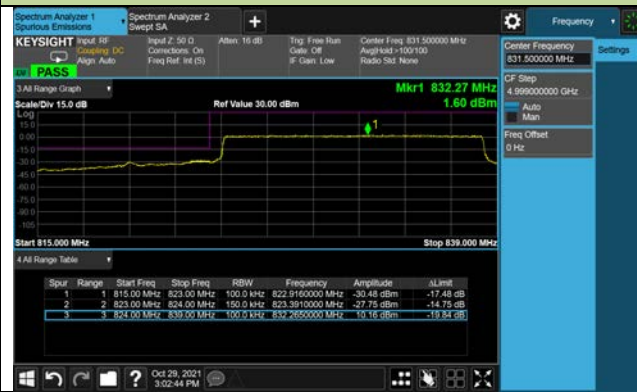 Spectrum Analyzer 1
Spurious Emissions
Spectrum Analyzer 2
Swept SA
Frequency
KEYSIGHT
Input: RF
Coupling: DC
Align: Auto
Input Z: 50 Ω
Corrections: On
Freq Ref: Int (S)
Atten: 16 dB
Trig: Free Run
Gate: Off
IF Gain: Low
Center Freq: 831.500000 MHz
Avg|Hold:>100/100
Radio Std: None
PASS
Center Frequency
831.500000 MHz
Settings
CF Step
4.999000000 GHz
Auto
Man
Freq Offset
0 Hz
3 All Range Graph
Mkr1 832.27 MHz
1.60 dBm
Scale/Div 15.0 dB
Ref Value 30.00 dBm
Log
15.0
0.00
-15.0
-30.0
-45.0
-60.0
-75.0
-90.0
-105
1
Start 815.000 MHz
Stop 839.000 MHz
4 All Range Table
Spur Range Start Freq Stop Freq RBW Frequency Amplitude ΔLimit
1 1 815.00 MHz 823.00 MHz 100.0 kHz 822.9160000 MHz -30.48 dBm -17.48 dB
2 2 823.00 MHz 824.00 MHz 150.0 kHz 823.3910000 MHz -27.75 dBm -14.75 dB
3 3 824.00 MHz 839.00 MHz 100.0 kHz 832.2650000 MHz 10.16 dBm -19.84 dB
Oct 29, 2021
3:02:44 PM